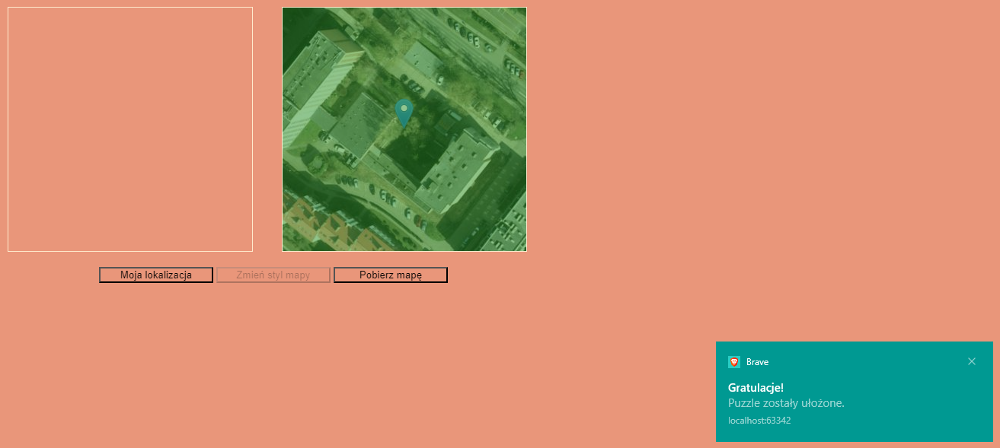 Moja lokalizacja
Zmień styl mapy
Pobierz mapę
Brave
Gratulacje!
Puzzle zostały ułożone.
localhost:63342